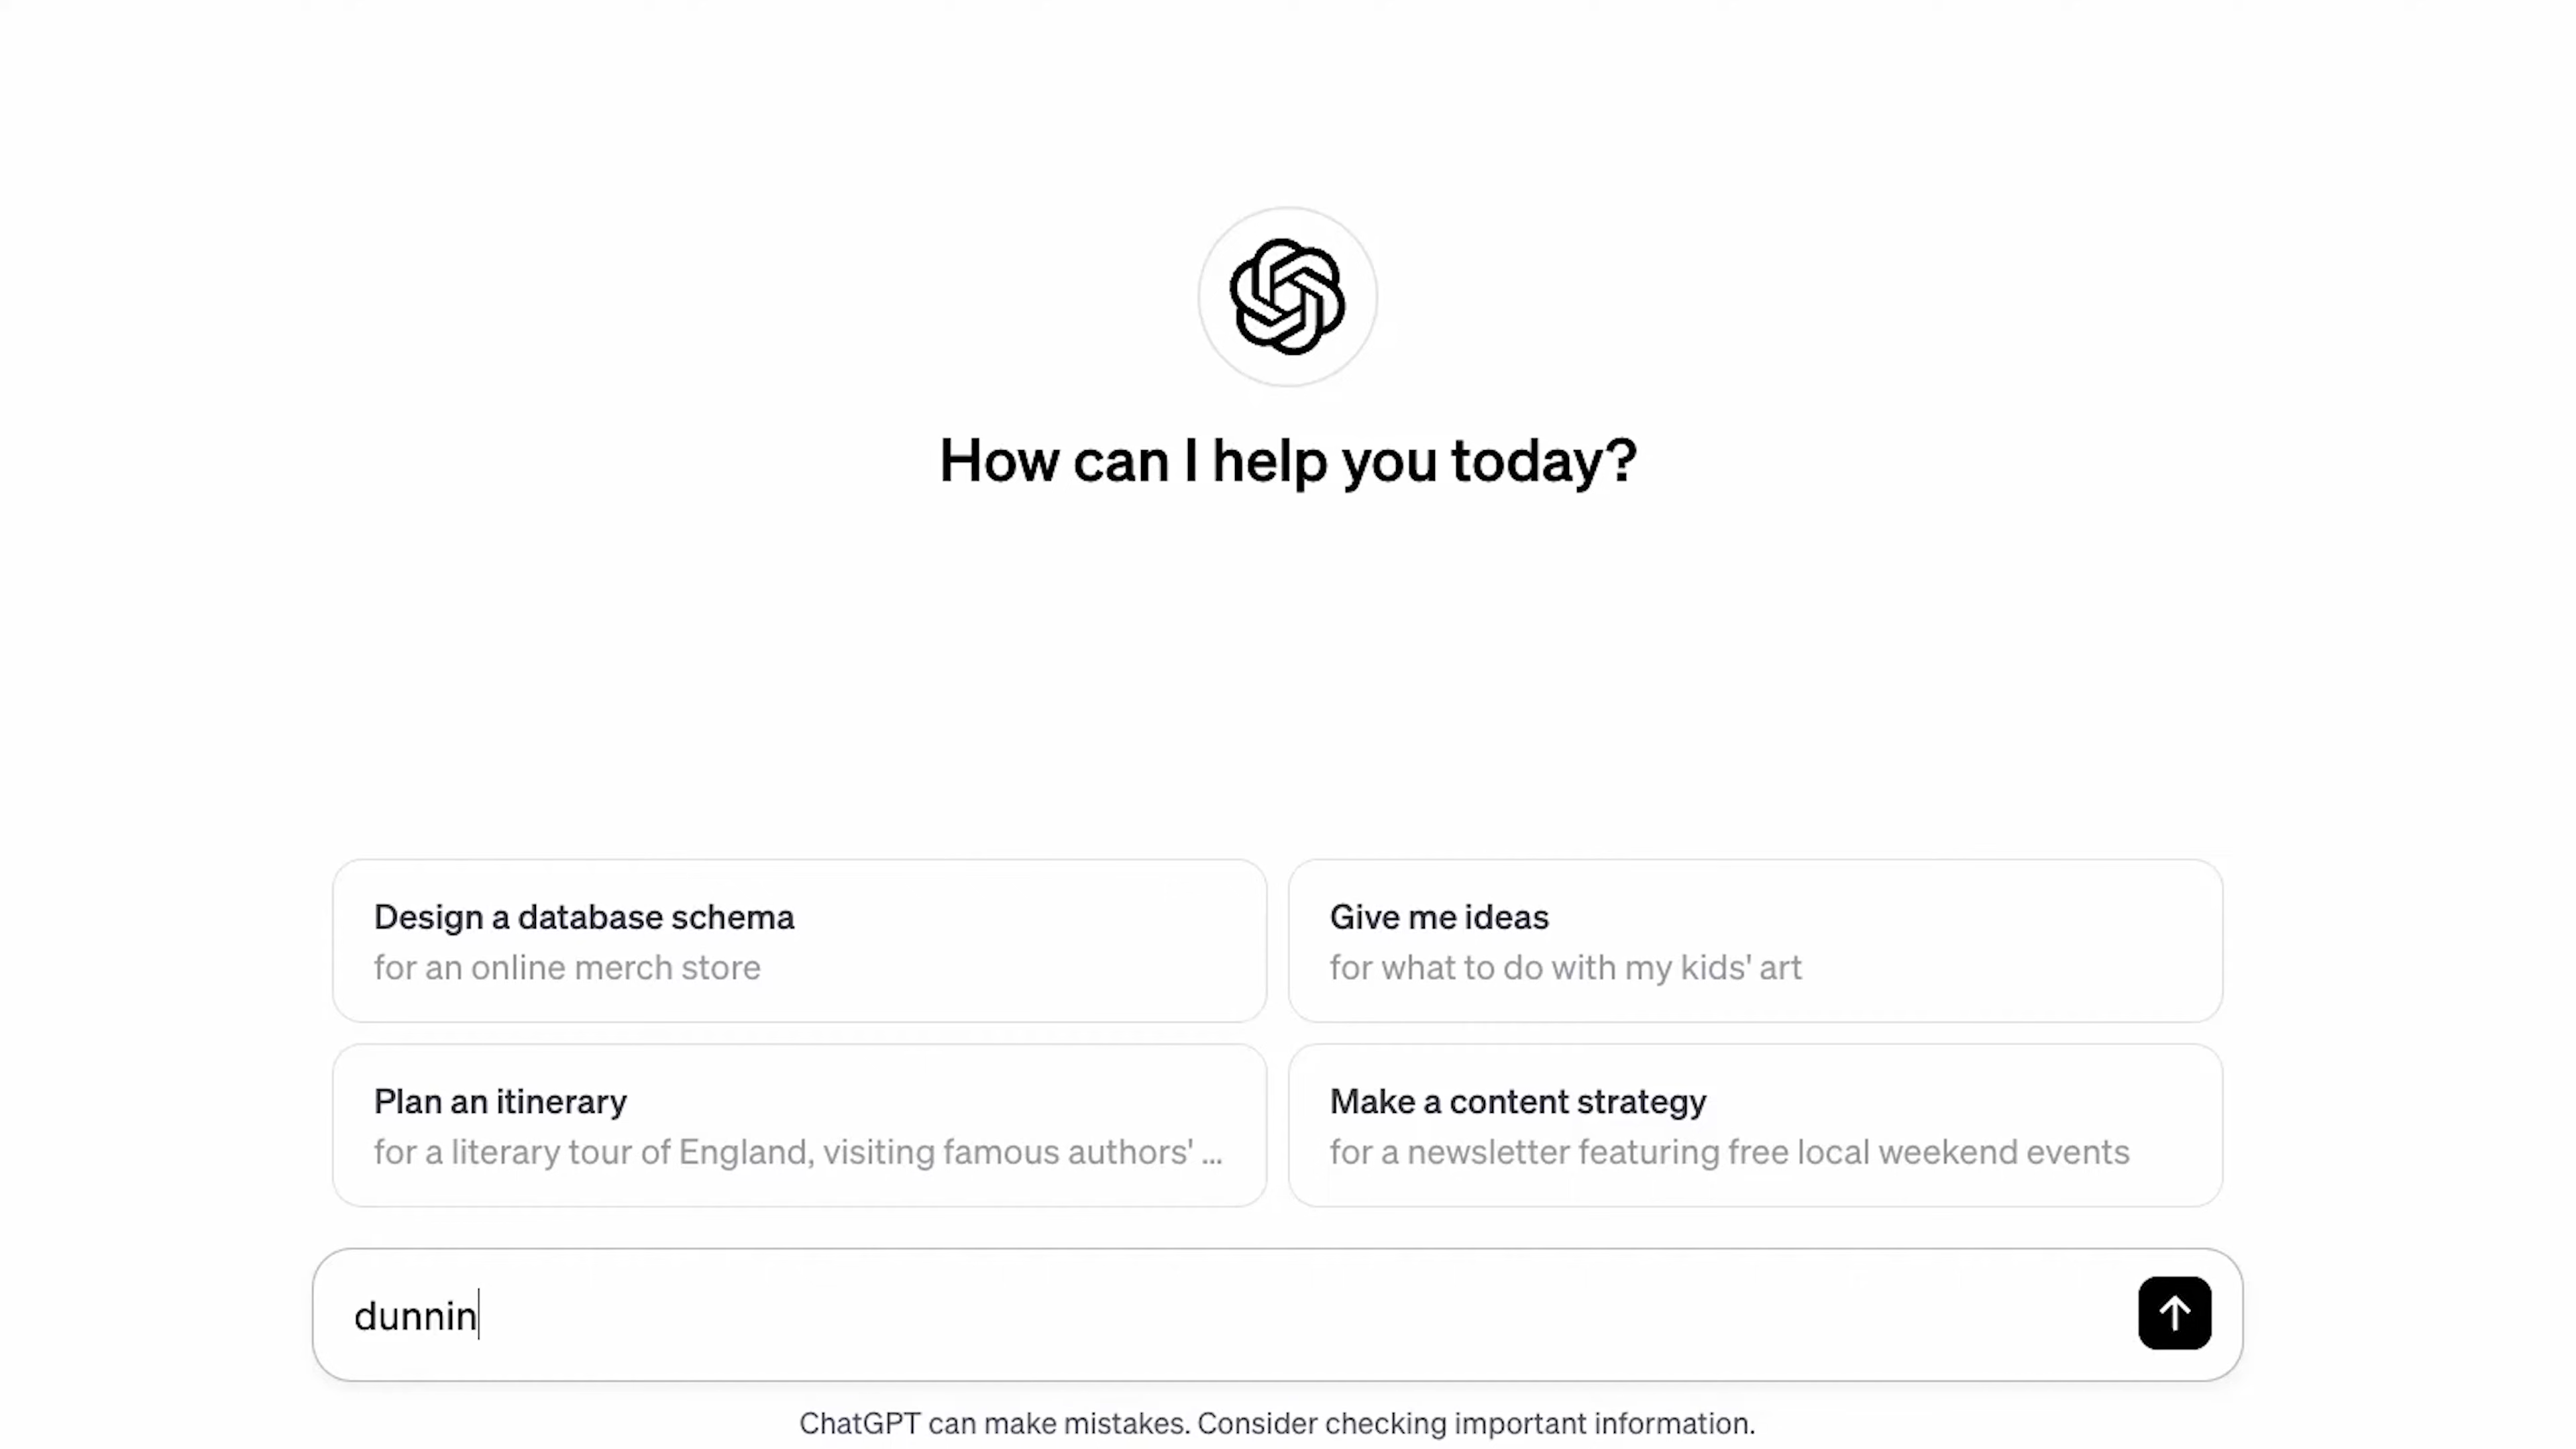 How can I help you today?
Design a database schema
for an online merch store
Give me ideas
for what to do with my kids' art
Plan an itinerary
for a literary tour of England, visiting famous authors' ...
Make a content strategy
for a newsletter featuring free local weekend events
dunnin
ChatGPT can make mistakes. Consider checking important information.